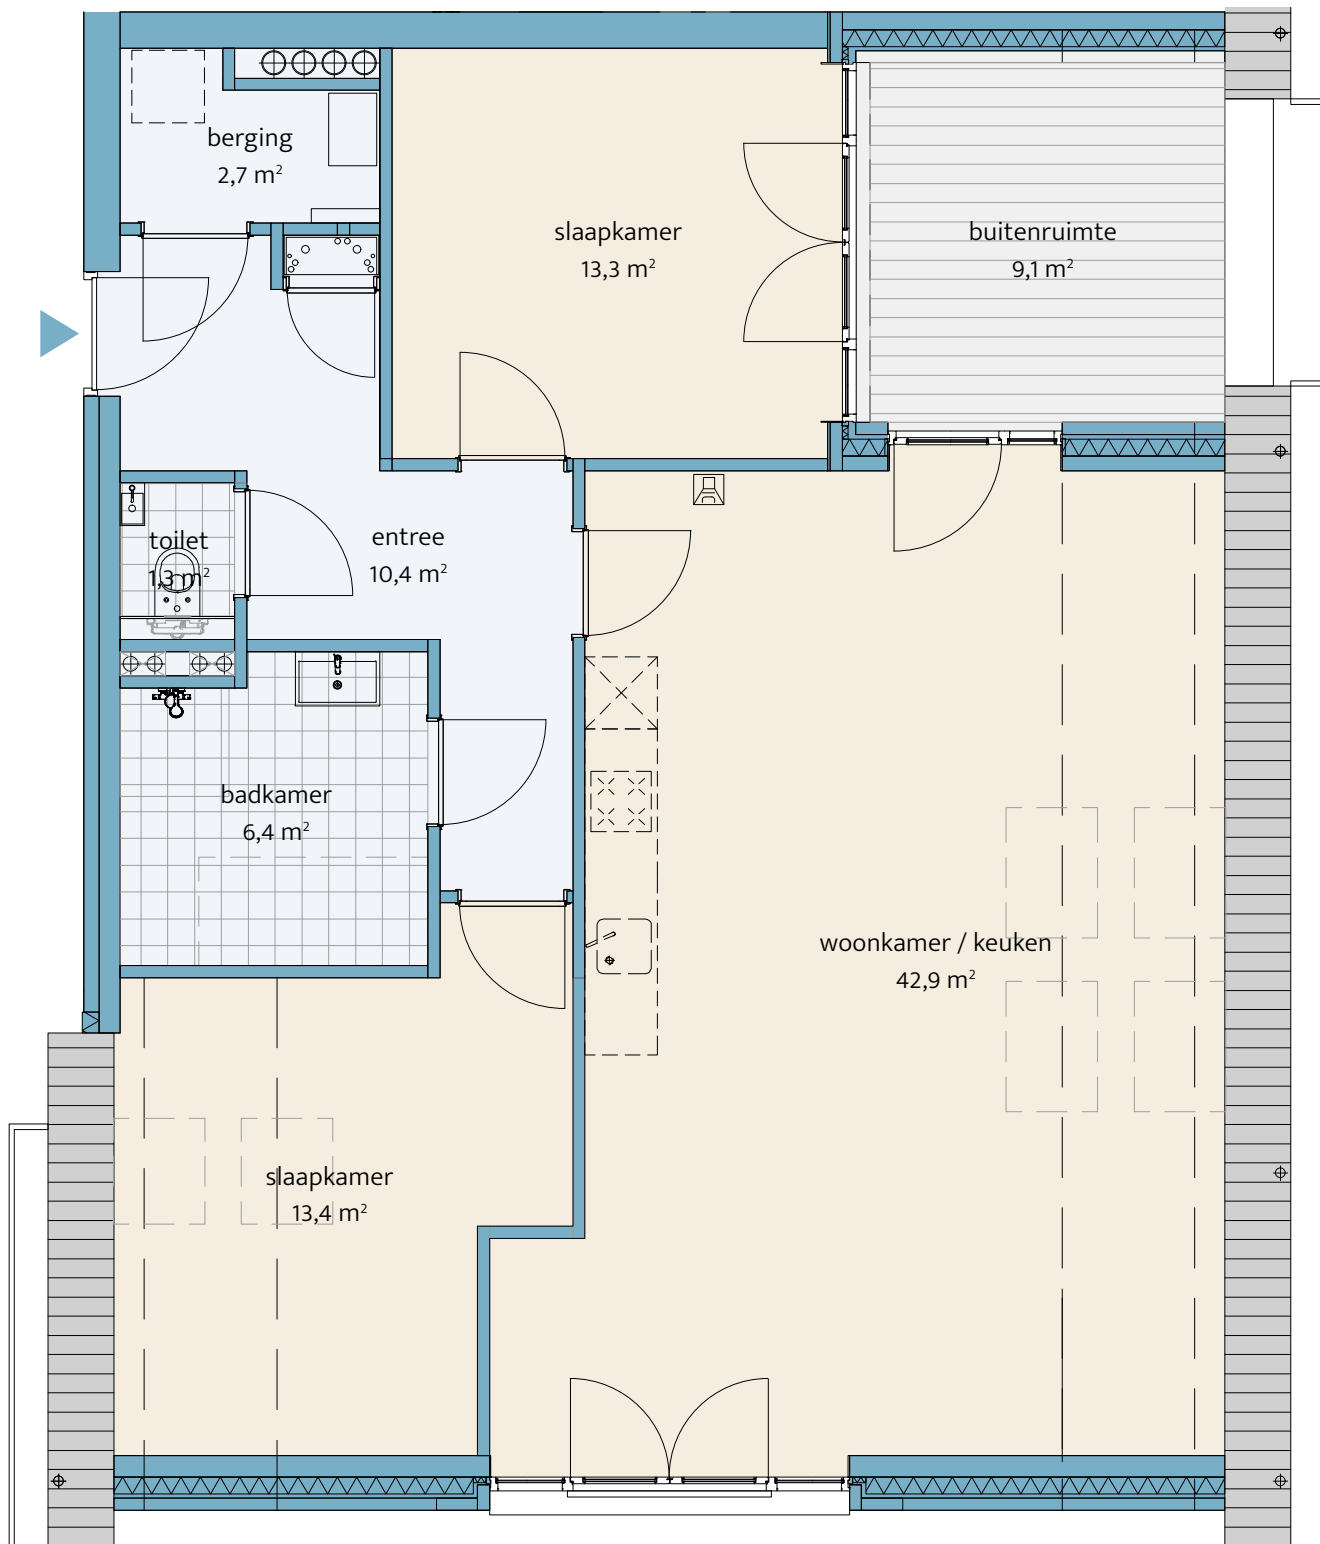 berging
2,7 m²
slaapkamer
13,3 m²
buitenruimte
9,1 m²
toilet
1,3 m²
entree
10,4 m²
badkamer
6,4 m²
woonkamer / keuken
42,9 m²
slaapkamer
13,4 m²